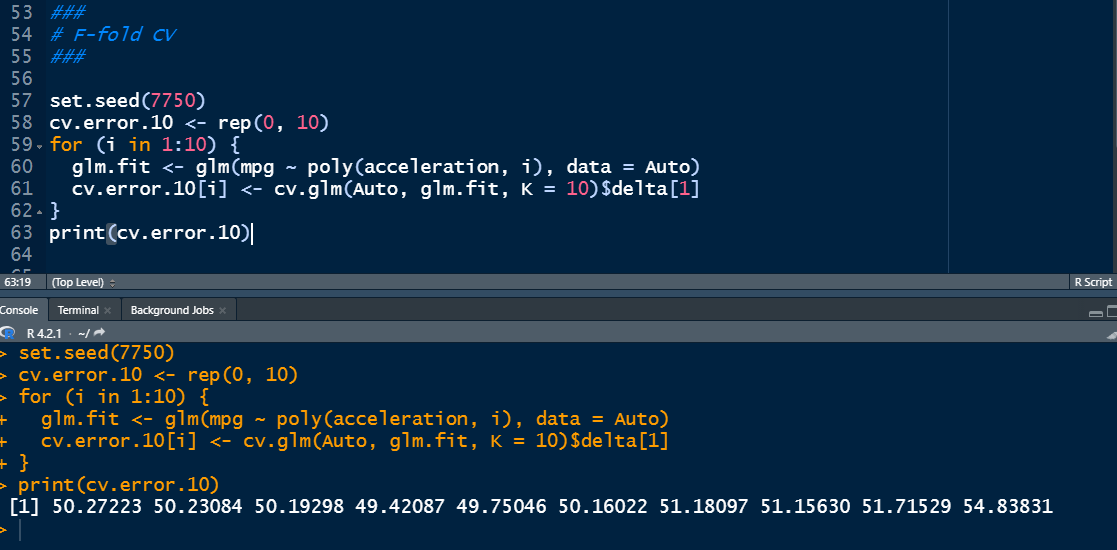 53 ###
54 # F-fold CV
55 ###
56
57 set.seed(7750)
58 cv.error.10 <- rep(0, 10)
59 for (i in 1:10) {
60   glm.fit <- glm(mpg ~ poly(acceleration, i), data = Auto)
61   cv.error.10[i] <- cv.glm(Auto, glm.fit, K = 10)$delta[1]
62 }
63 print(cv.error.10)
64
63:19 (Top Level) R Script
Console Terminal Background Jobs
R 4.2.1 · ~/
> set.seed(7750)
> cv.error.10 <- rep(0, 10)
> for (i in 1:10) {
+   glm.fit <- glm(mpg ~ poly(acceleration, i), data = Auto)
+   cv.error.10[i] <- cv.glm(Auto, glm.fit, K = 10)$delta[1]
+ }
> print(cv.error.10)
[1] 50.27223 50.23084 50.19298 49.42087 49.75046 50.16022 51.18097 51.15630 51.71529 54.83831
>